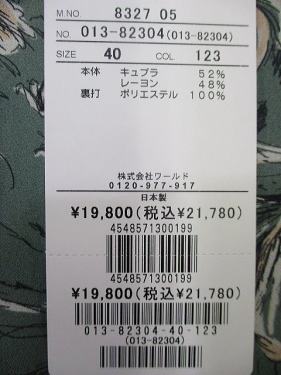 M.NO. 8327 05
NO. 013-82304(013-82304)
SIZE 40 COL. 123
本体 キュプラ 52%
レーヨン 48%
裏打 ポリエステル 100%
株式会社ワールド
0120-977-917
日本製
¥19,800(税込¥21,780)
4548571300199
¥19,800(税込¥21,780)
4548571300199
013-82304-40-123
(013-82304)